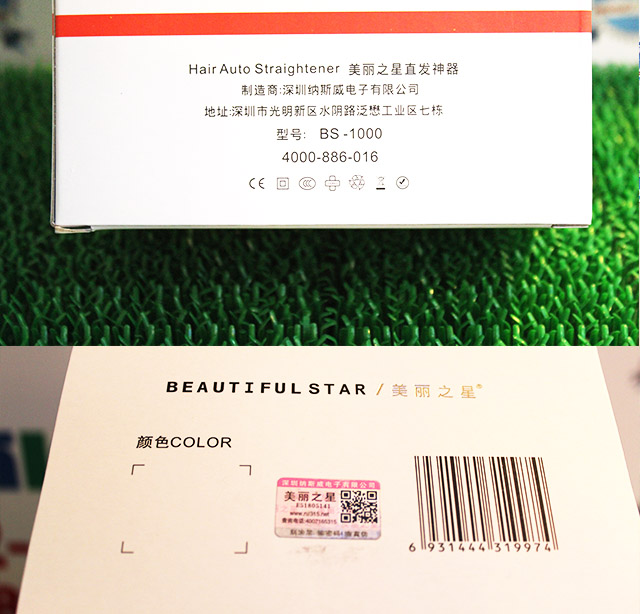 Hair Auto Straightener 美丽之星直发神器
制造商:深圳纳斯威电子有限公司
地址:深圳市光明新区水阴路泛懋工业区七栋
型号: BS-1000
4000-886-016
CE
BEAUTIFUL STAR / 美丽之星®
颜色COLOR
深圳纳斯威电子有限公司
美丽之星
E51805141
6 931444 319974